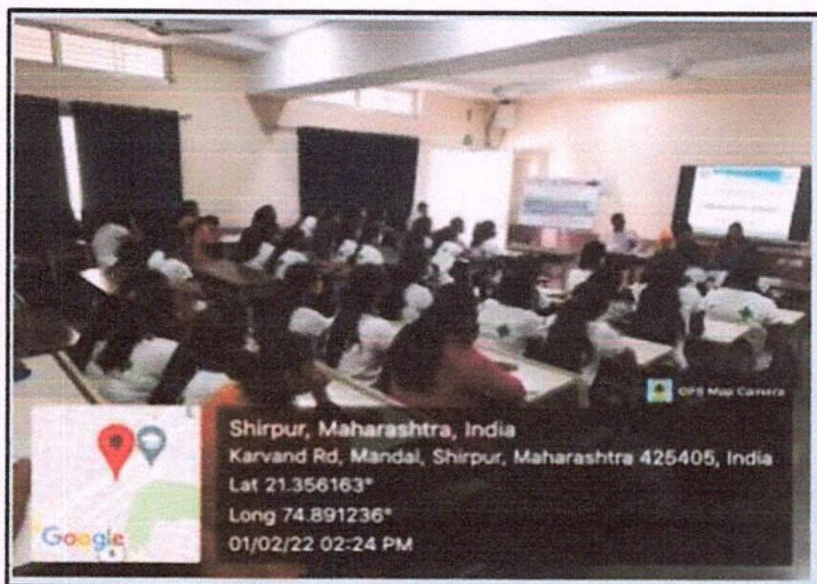 GPS Map Camera
Shirpur, Maharashtra, India
Karvand Rd, Mandal, Shirpur, Maharashtra 425405, India
Lat 21.356163°
Long 74.891236°
01/02/22 02:24 PM
Google